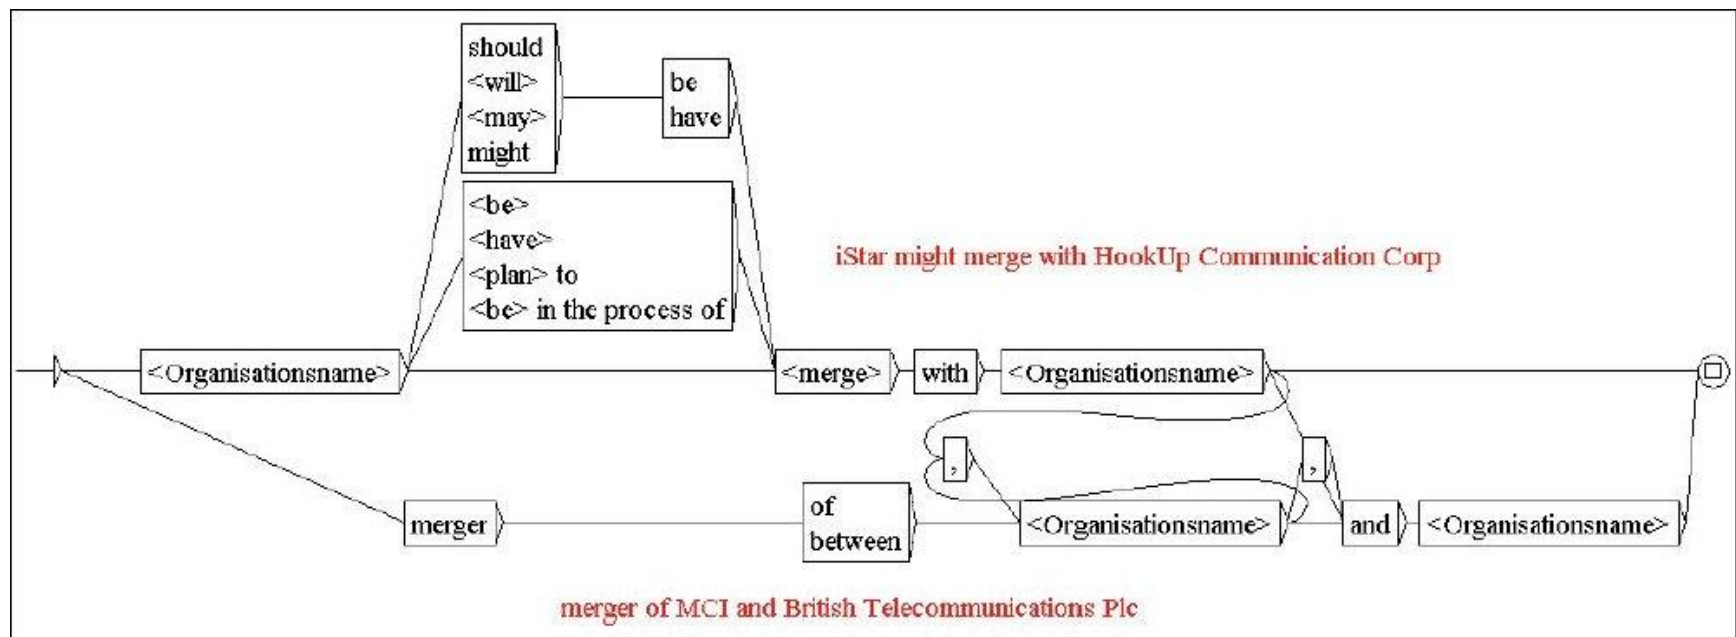 should
<will>
<may>
might
be
have
<be>
<have>
<plan> to
<be> in the process of
iStar might merge with HookUp Communication Corp
<Organisationsname>
<merge>
with
<Organisationsname>
,
,
merger
of
between
<Organisationsname>
and
<Organisationsname>
merger of MCI and British Telecommunications Plc